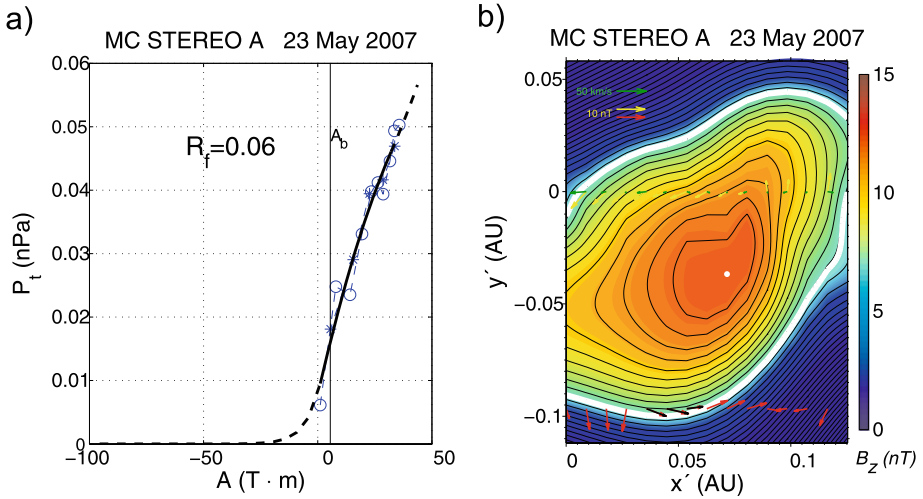 a)
MC STEREO A 23 May 2007
0.06
0.05
0.04
0.03
0.02
0.01
0
P_t (nPa)
R_f=0.06
A_b
−100 −50 0 50
A (T · m)
b)
MC STEREO A 23 May 2007
50 km/s
10 nT
0.05
0
−0.05
−0.1
y´ (AU)
0 0.05 0.1
x´ (AU)
15
10
5
0
B_Z (nT)